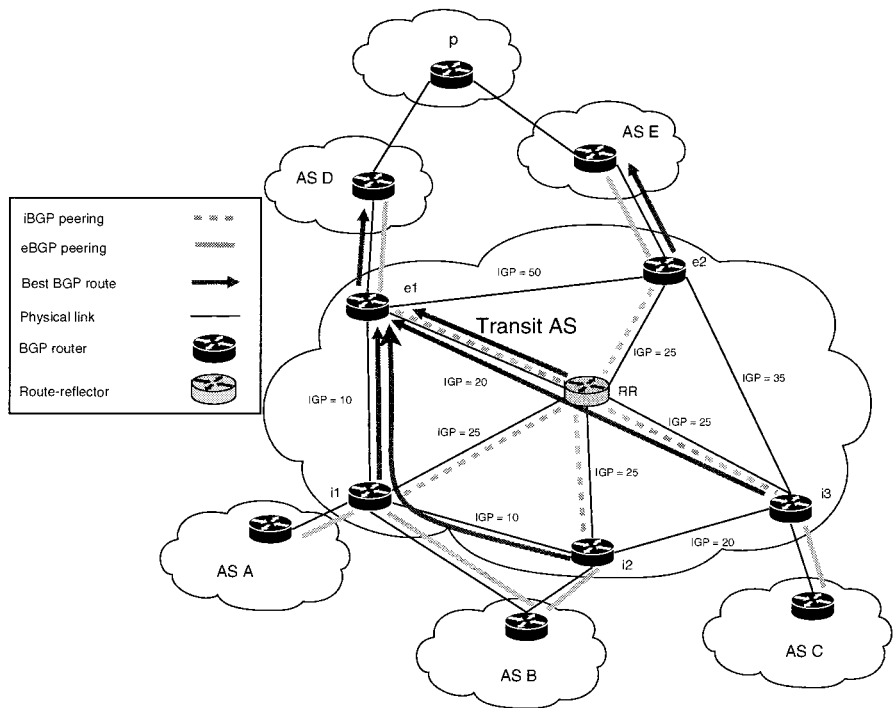 p
AS E
AS D
iBGP peering
eBGP peering
Best BGP route
Physical link
BGP router
Route-reflector
e2
IGP = 50
e1
Transit AS
IGP = 25
IGP = 20
RR
IGP = 35
IGP = 10
IGP = 25
IGP = 25
IGP = 25
i1
i3
IGP = 10
IGP = 20
i2
AS A
AS B
AS C